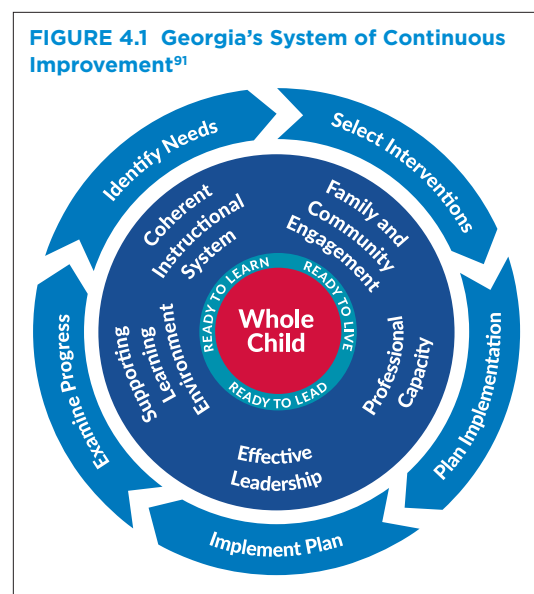 FIGURE 4.1 Georgia's System of Continuous
Improvement91
Identify Needs
Select Interventions
Plan Implementation
Implement Plan
Examine Progress
Coherent
Instructional
System
Family and
Community
Engagement
Professional
Capacity
Effective
Leadership
Supporting
Learning
Environment
READY TO LEARN
READY TO LIVE
READY TO LEAD
Whole
Child